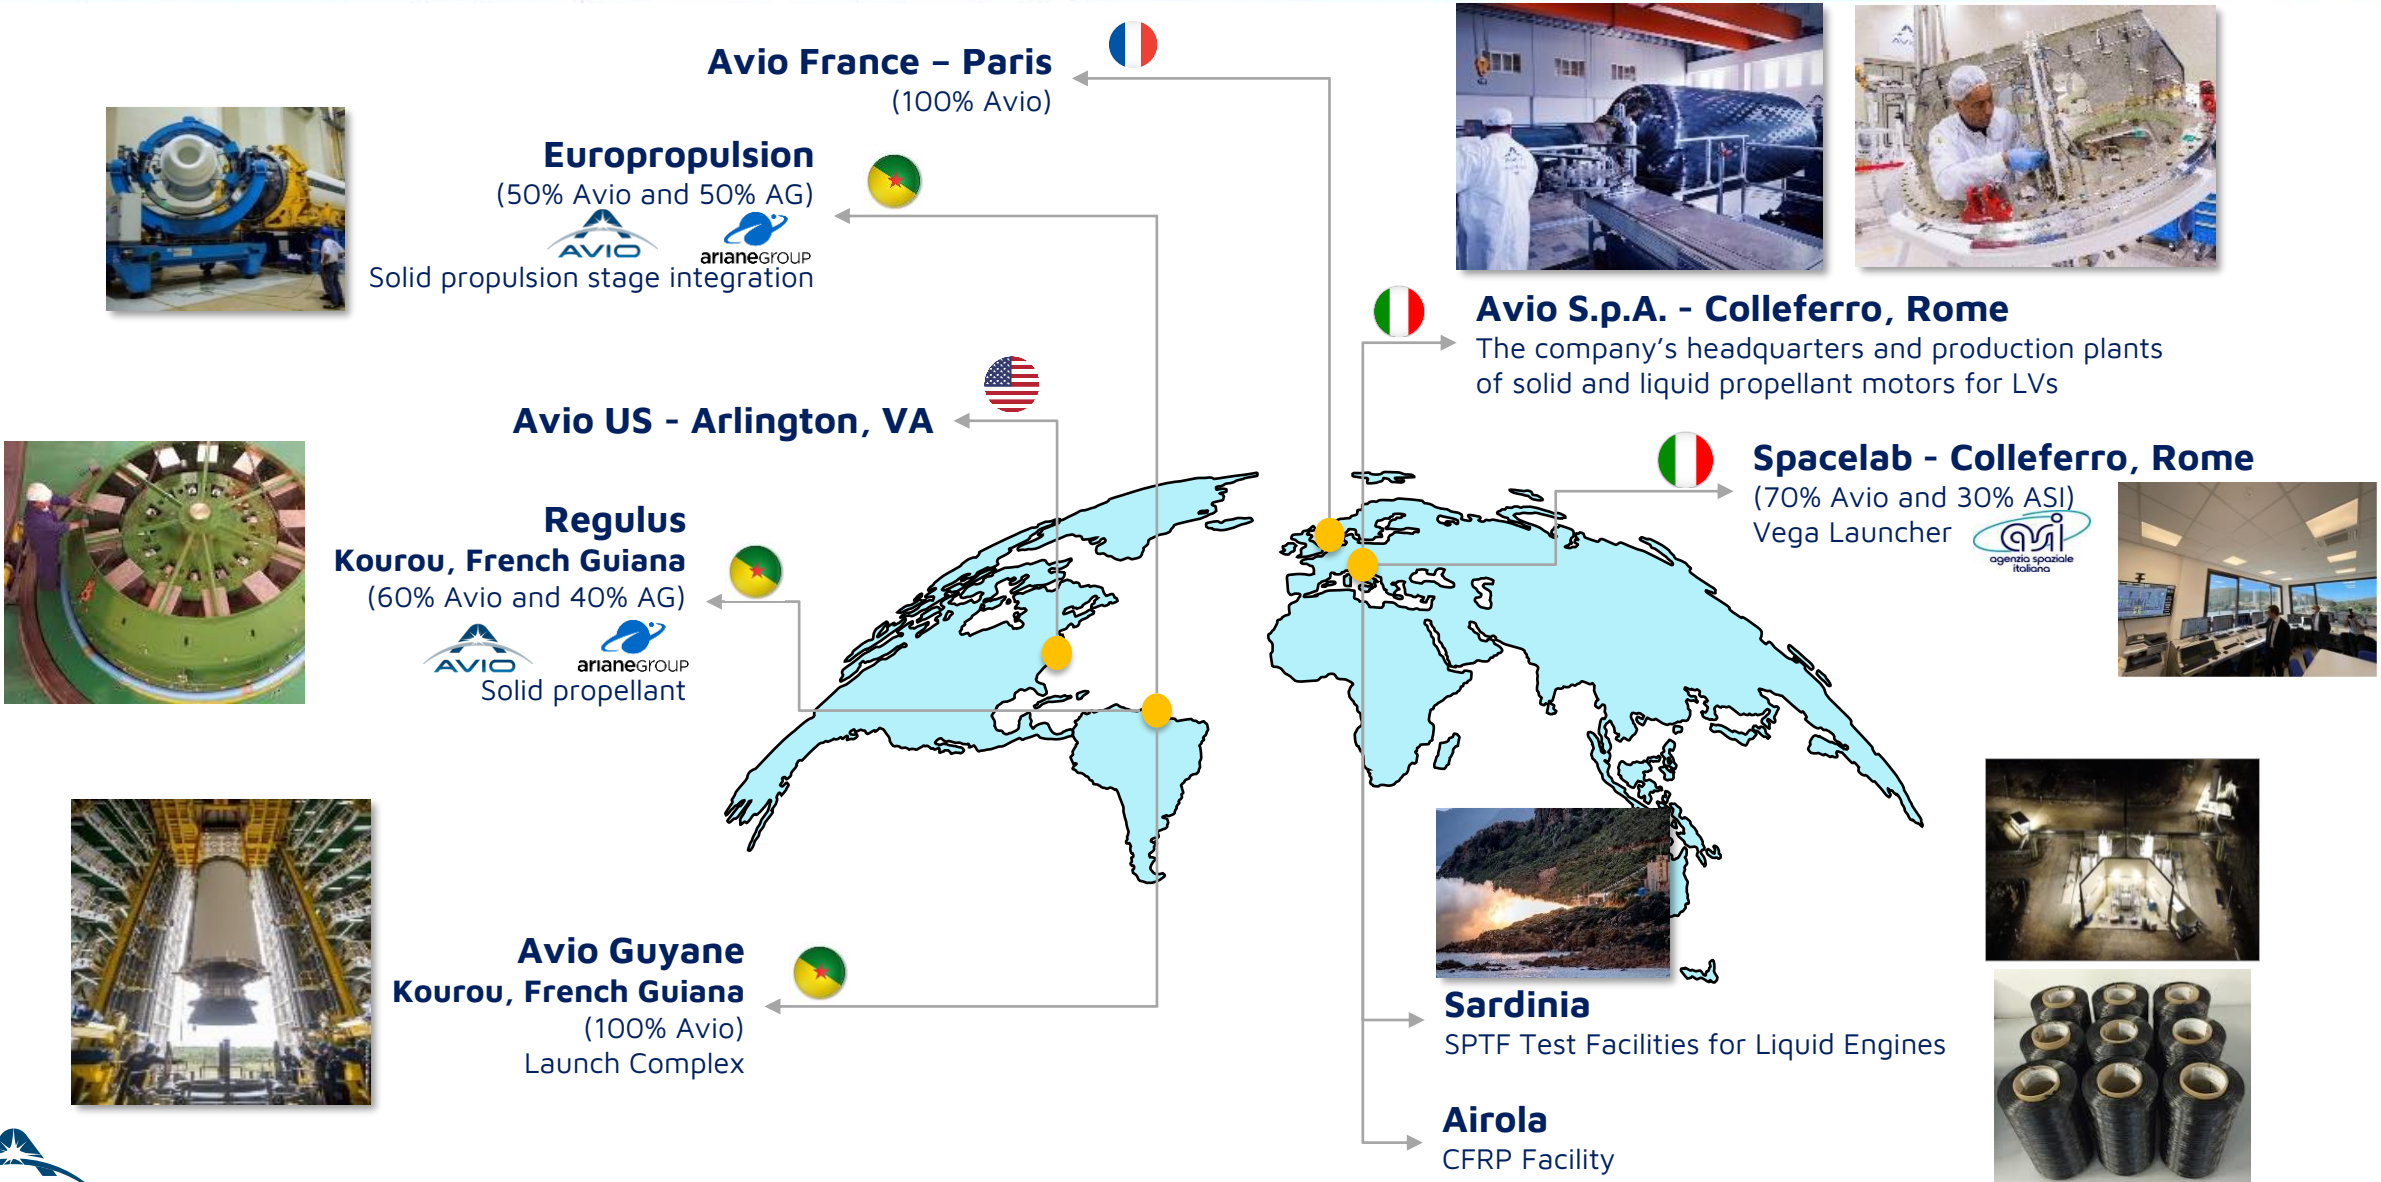 Avio France – Paris
(100% Avio)
Europropulsion
(50% Avio and 50% AG)
AVIO
arianeGROUP
Solid propulsion stage integration
Avio US - Arlington, VA
Regulus
Kourou, French Guiana
(60% Avio and 40% AG)
AVIO
arianeGROUP
Solid propellant
Avio Guyane
Kourou, French Guiana
(100% Avio)
Launch Complex
Avio S.p.A. - Colleferro, Rome
The company’s headquarters and production plants
of solid and liquid propellant motors for LVs
Spacelab - Colleferro, Rome
(70% Avio and 30% ASI)
Vega Launcher
asi
agenzia spaziale
italiana
Sardinia
SPTF Test Facilities for Liquid Engines
Airola
CFRP Facility